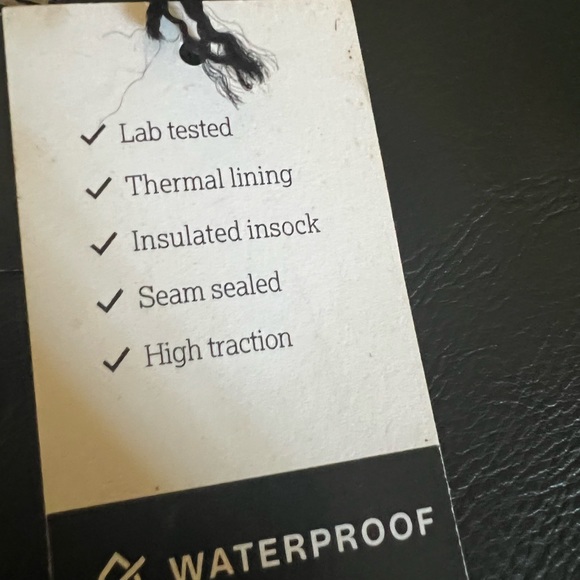 ✓ Lab tested
✓ Thermal lining
✓ Insulated insock
✓ Seam sealed
✓ High traction
WATERPROOF